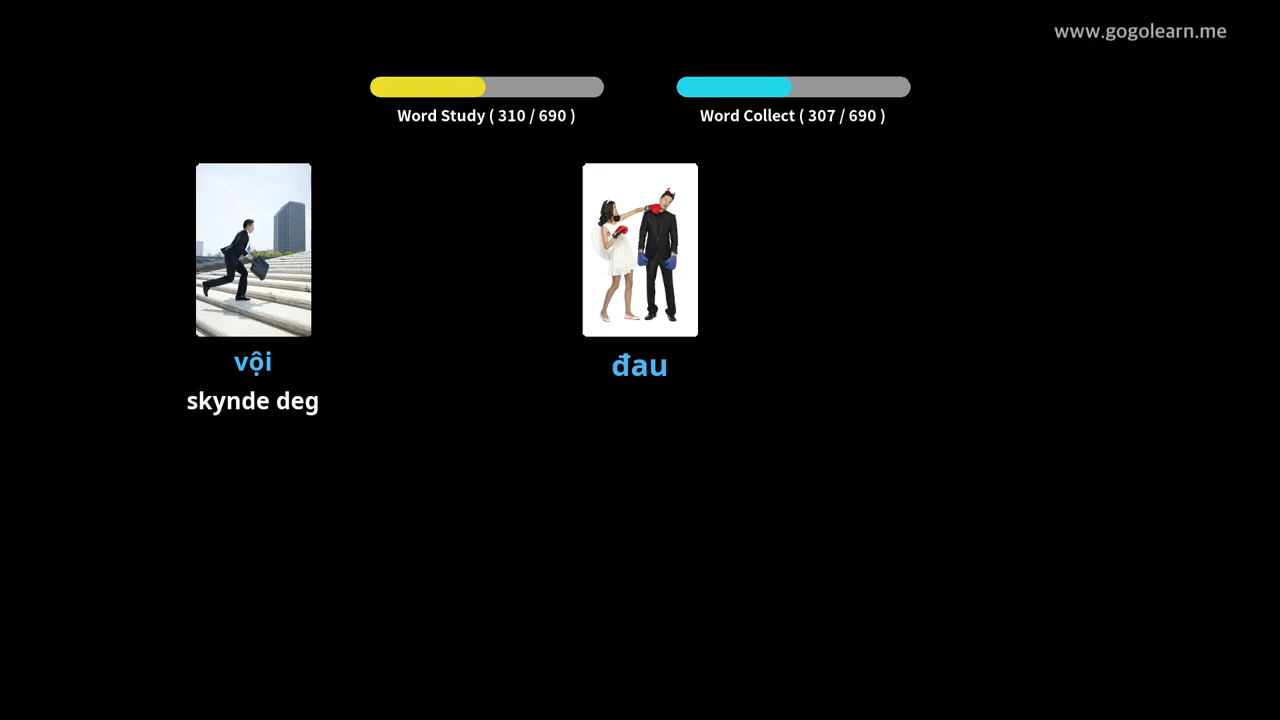 www.gogolearn.me
Word Study ( 310 / 690 )
Word Collect ( 307 / 690 )
vội
skynde deg
đau